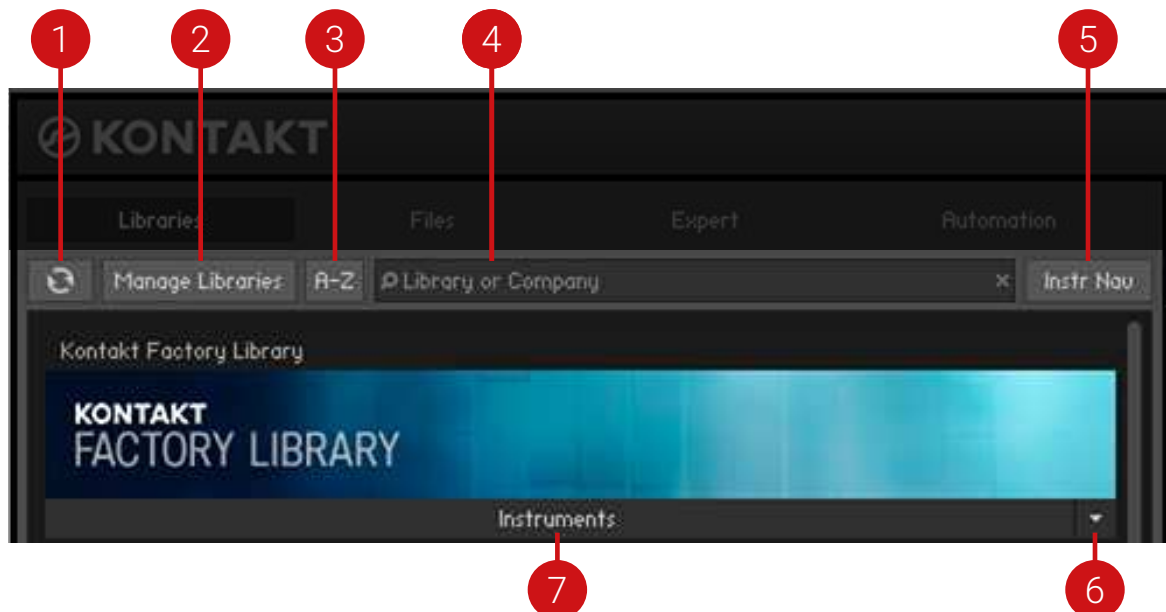 1 2 3 4 5
KONTAKT
Libraries Files Expert Automation
Manage Libraries A-Z Library or Company × Instr Nav
Kontakt Factory Library
KONTAKT
FACTORY LIBRARY
Instruments
7 6